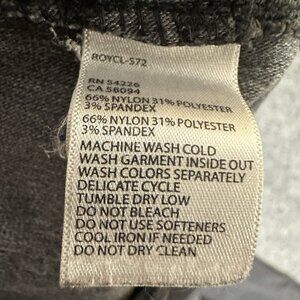 ROYCL-S72
RN 54226
CA 56094
66% NYLON 31% POLYESTER
3% SPANDEX
66% NYLON 31% POLYESTER
3% SPANDEX
MACHINE WASH COLD
WASH GARMENT INSIDE OUT
WASH COLORS SEPARATELY
DELICATE CYCLE
TUMBLE DRY LOW
DO NOT BLEACH
DO NOT USE SOFTENERS
COOL IRON IF NEEDED
DO NOT DRY CLEAN